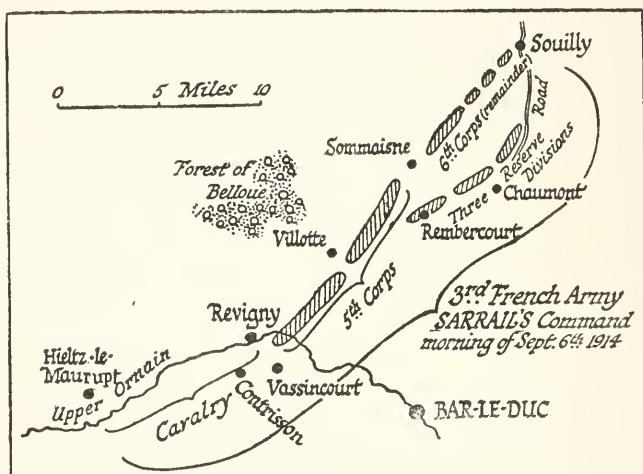 0 5 Miles 10
Souilly
6th Corps (remainder)
Road
Sommaisne
Three Reserve Divisions
Forest of
Belloue
Chaumont
Rembercourt
Villotte
5th Corps
3rd French Army
SARRAIL'S Command
morning of Sept. 6th 1914
Revigny
Hieltz-le-
Maurupt
Upper Ornain
Vassincourt
Cavalry
Contrisson
BAR-LE-DUC